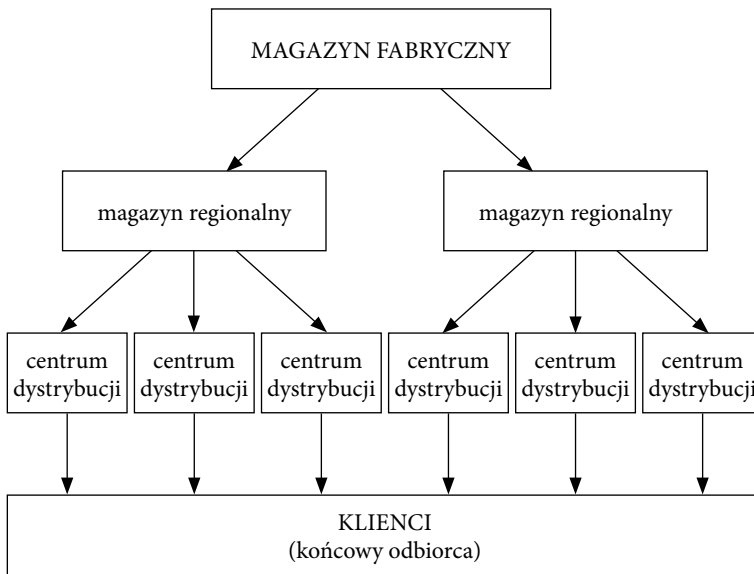 MAGAZYN FABRYCZNY
magazyn regionalny
magazyn regionalny
centrum
dystrybucji
centrum
dystrybucji
centrum
dystrybucji
centrum
dystrybucji
centrum
dystrybucji
centrum
dystrybucji
KLIENCI
(końcowy odbiorca)